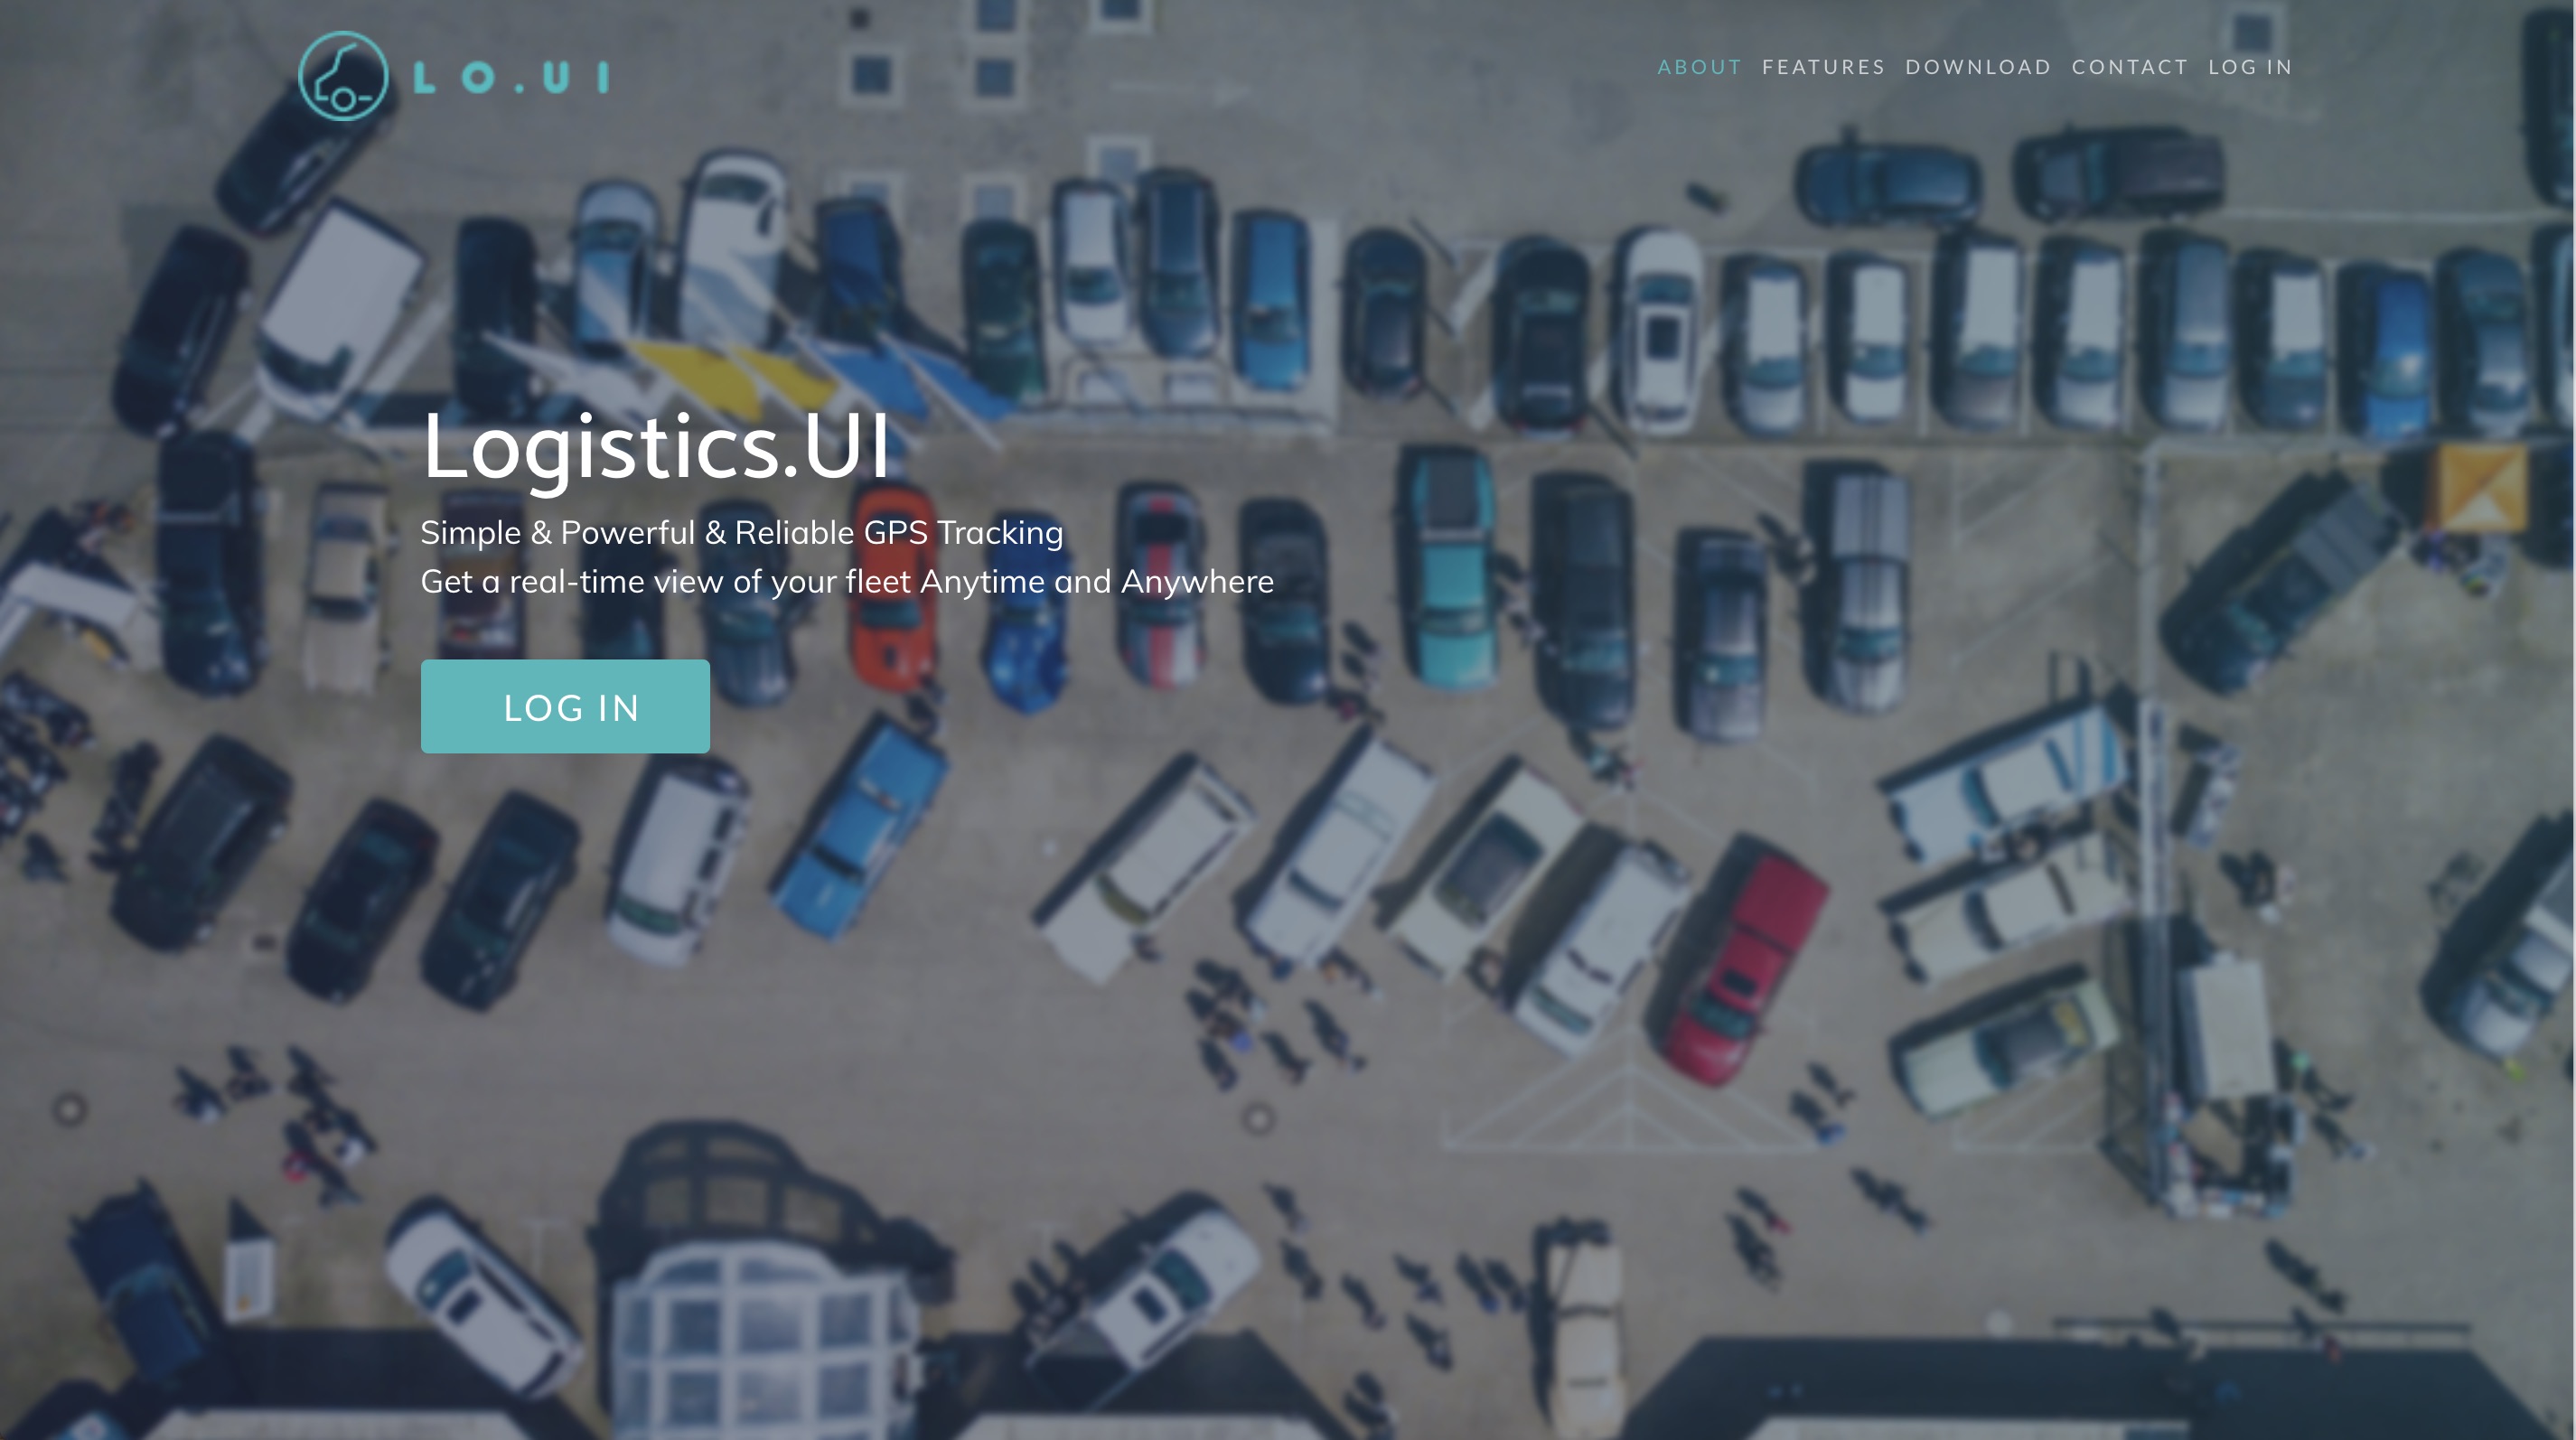 LO.UI
ABOUT FEATURES DOWNLOAD CONTACT LOG IN
Logistics.UI
Simple & Powerful & Reliable GPS Tracking
Get a real-time view of your fleet Anytime and Anywhere
LOG IN